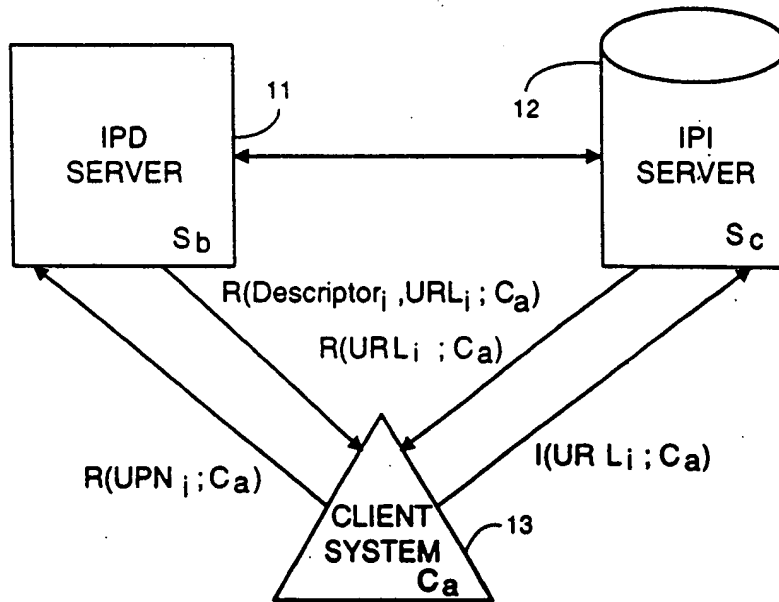 11
12
IPD
SERVER
Sb
IPI
SERVER
Sc
R(Descriptori ,URLi ; Ca)
R(URLi ; Ca)
R(UPN i ; Ca)
I(UR Li ; Ca)
CLIENT
SYSTEM
Ca
13